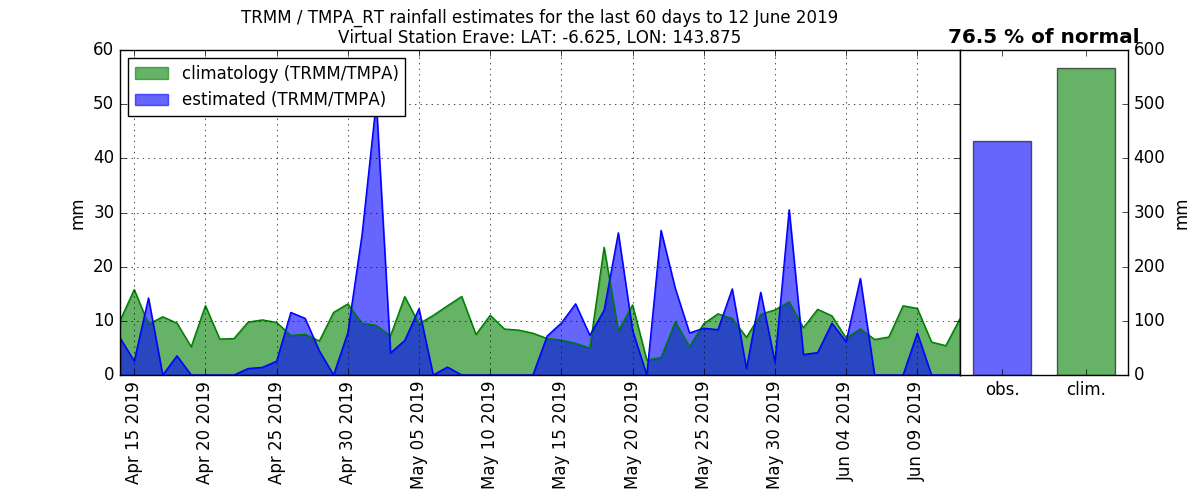 TRMM / TMPA_RT rainfall estimates for the last 60 days to 12 June 2019
Virtual Station Erave: LAT: -6.625, LON: 143.875
76.5 % of normal
climatology (TRMM/TMPA)
estimated (TRMM/TMPA)
60
50
40
30
20
10
0
mm
Apr 15 2019
Apr 20 2019
Apr 25 2019
Apr 30 2019
May 05 2019
May 10 2019
May 15 2019
May 20 2019
May 25 2019
May 30 2019
Jun 04 2019
Jun 09 2019
obs.
clim.
600
500
400
300
200
100
0
mm